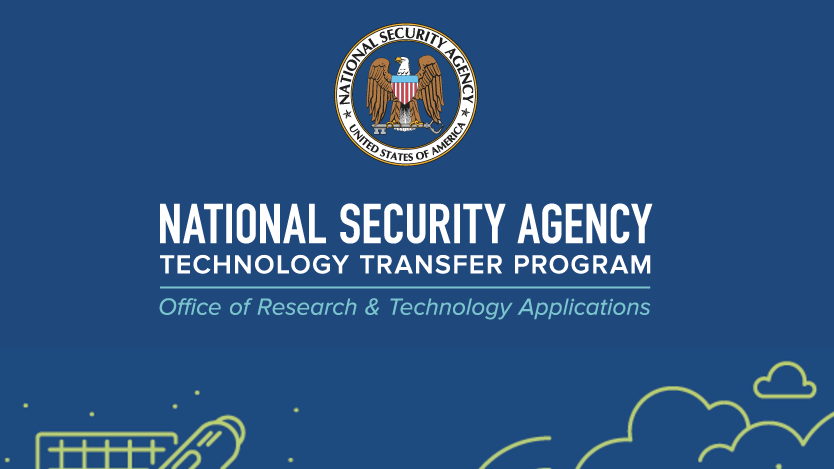 NATIONAL SECURITY AGENCY
UNITED STATES OF AMERICA
NATIONAL SECURITY AGENCY
TECHNOLOGY TRANSFER PROGRAM
Office of Research & Technology Applications